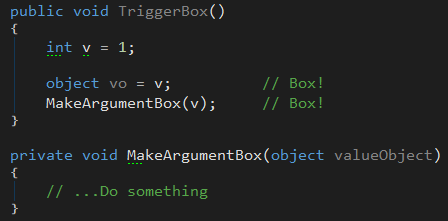 public void TriggerBox()
{
int v = 1;
object vo = v; // Box!
MakeArgumentBox(v); // Box!
}
private void MakeArgumentBox(object valueObject)
{
// ...Do something
}